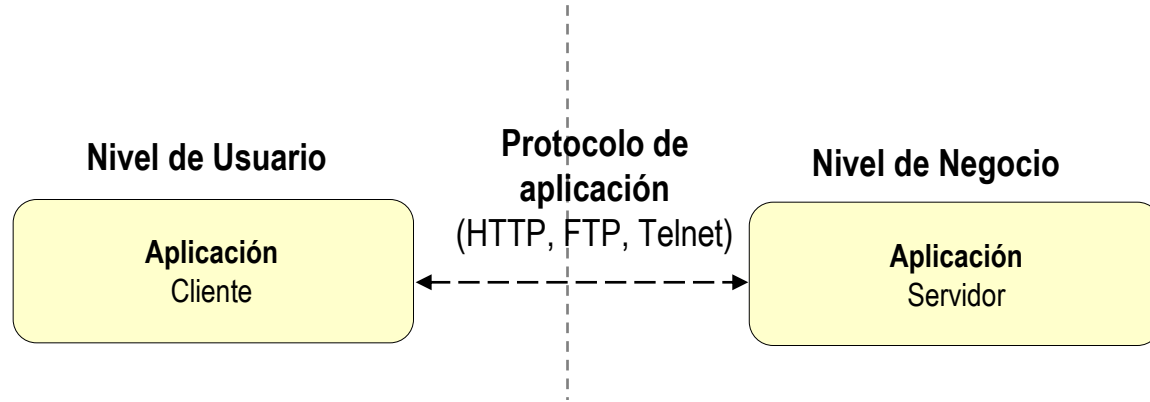 Nivel de Usuario
Aplicación
Cliente
Protocolo de
aplicación
(HTTP, FTP, Telnet)
Nivel de Negocio
Aplicación
Servidor